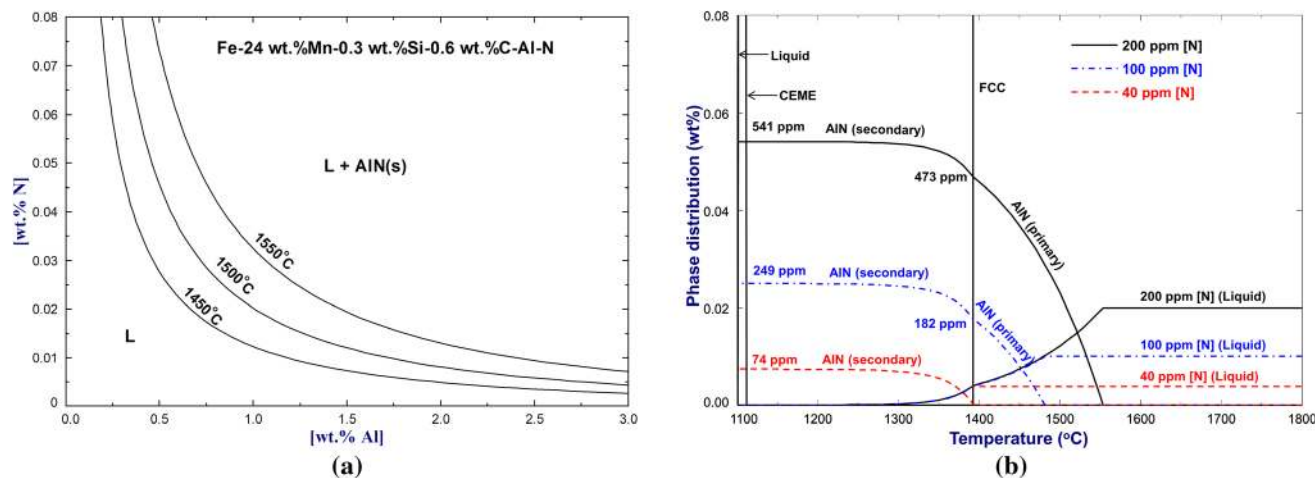 0.08
0.07
0.06
0.05
0.04
0.03
0.02
0.01
0
[wt.% N]
Fe-24 wt.%Mn-0.3 wt.%Si-0.6 wt.%C-Al-N
L + AlN(s)
1550°C
1500°C
1450°C
L
0.0 0.5 1.0 1.5 2.0 2.5 3.0
[wt.% Al]
(a)
0.08
0.06
0.04
0.02
0.00
Phase distribution (wt%)
Liquid
CEME
FCC
200 ppm [N]
100 ppm [N]
40 ppm [N]
541 ppm AlN (secondary)
473 ppm
AlN (primary)
249 ppm AlN (secondary)
182 ppm
AlN (primary)
74 ppm AlN (secondary)
200 ppm [N] (Liquid)
100 ppm [N] (Liquid)
40 ppm [N] (Liquid)
1100 1200 1300 1400 1500 1600 1700 1800
Temperature (°C)
(b)